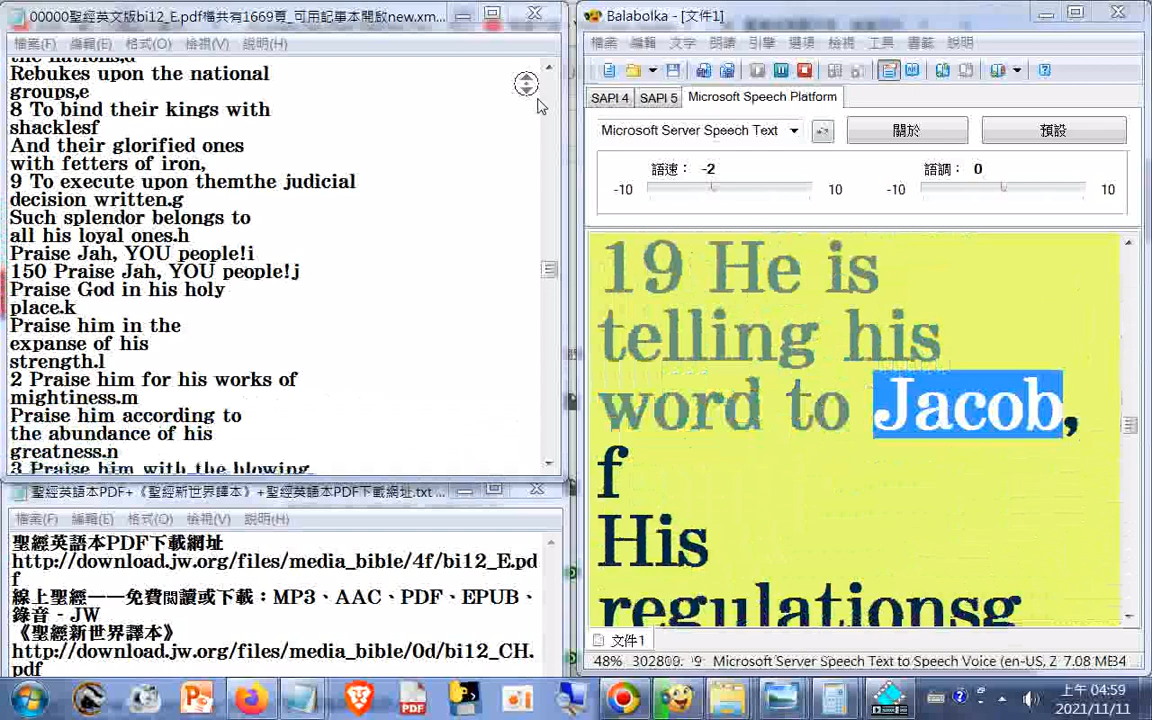 00000聖經英文版bi12_E.pdf檔共有1669頁_可用記事本開啟new.xm...
檔案(F) 編輯(E) 格式(O) 檢視(V) 說明(H)
the nations,d
Rebukes upon the national
groups,e
8 To bind their kings with
shacklesf
And their glorified ones
with fetters of iron,
9 To execute upon themthe judicial
decision written.g
Such splendor belongs to
all his loyal ones.h
Praise Jah, YOU people!i
150 Praise Jah, YOU people!j
Praise God in his holy
place.k
Praise him in the
expanse of his
strength.l
2 Praise him for his works of
mightiness.m
Praise him according to
the abundance of his
greatness.n
3 Praise him with the blowing
聖經英語本PDF+《聖經新世界譯本》+聖經英語本PDF下載網址.txt ...
檔案(F) 編輯(E) 格式(O) 檢視(V) 說明(H)
聖經英語本PDF下載網址
http://download.jw.org/files/media_bible/4f/bi12_E.pd
f
線上聖經——免費閱讀或下載：MP3、AAC、PDF、EPUB、
錄音 - JW
《聖經新世界譯本》
http://download.jw.org/files/media_bible/0d/bi12_CH.
pdf
Balabolka - [文件1]
檔案 編輯 文字 朗讀 引擎 選項 檢視 工具 書籤 說明
SAPI 4 SAPI 5 Microsoft Speech Platform
Microsoft Server Speech Text 關於 預設
語速： -2 語調： 0
-10 10 -10 10
19 He is
telling his
word to Jacob,
f
His
regulationsg
文件1
48% Microsoft Server Speech Text to Speech Voice (en-US, Z 7.08 MB
上午 04:59
2021/11/11